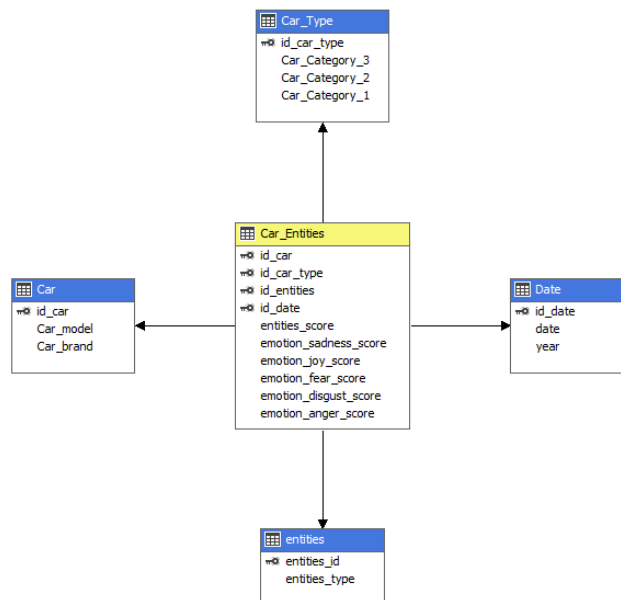 Car_Type
id_car_type
Car_Category_3
Car_Category_2
Car_Category_1
Car_Entities
id_car
id_car_type
id_entities
id_date
entities_score
emotion_sadness_score
emotion_joy_score
emotion_fear_score
emotion_disgust_score
emotion_anger_score
Car
id_car
Car_model
Car_brand
Date
id_date
date
year
entities
entities_id
entities_type